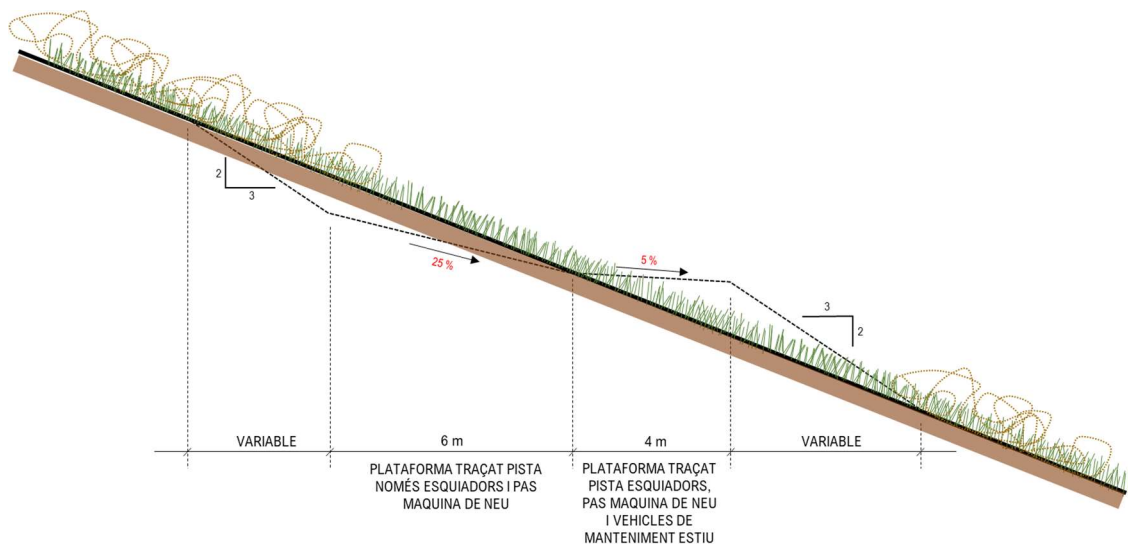 2
3
25 %
5 %
3
2
VARIABLE
6 m
4 m
VARIABLE
PLATAFORMA TRAÇAT PISTA
NOMÉS ESQUIADORS I PAS
MAQUINA DE NEU
PLATAFORMA TRAÇAT
PISTA ESQUIADORS,
PAS MAQUINA DE NEU
I VEHICLES DE
MANTENIMENT ESTIU